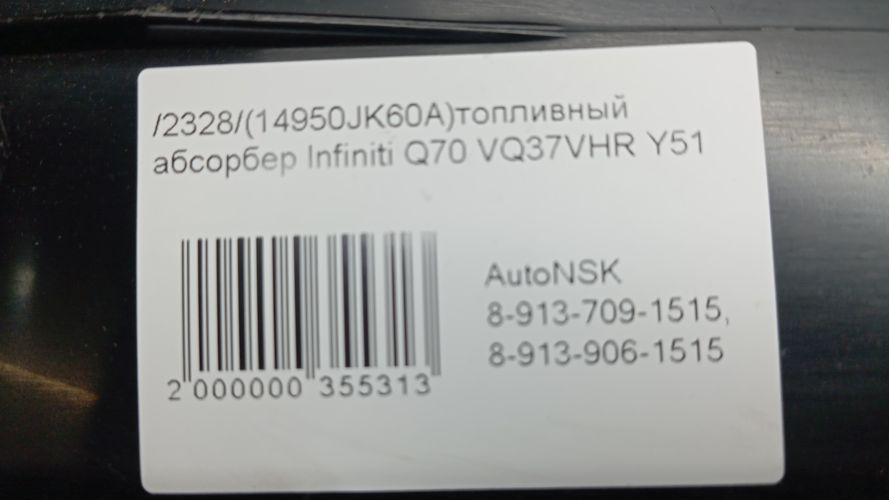 /2328/(14950JK60A)топливный
абсорбер Infiniti Q70 VQ37VHR Y51
AutoNSK
8-913-709-1515,
8-913-906-1515
2 000000 355313